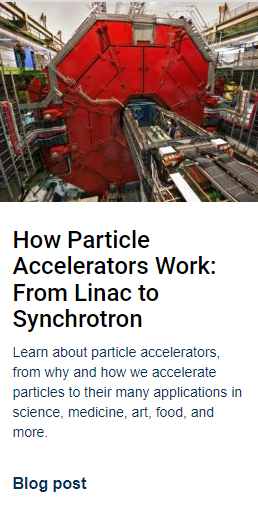 How Particle
Accelerators Work:
From Linac to
Synchrotron
Learn about particle accelerators,
from why and how we accelerate
particles to their many applications in
science, medicine, art, food, and
more.
Blog post